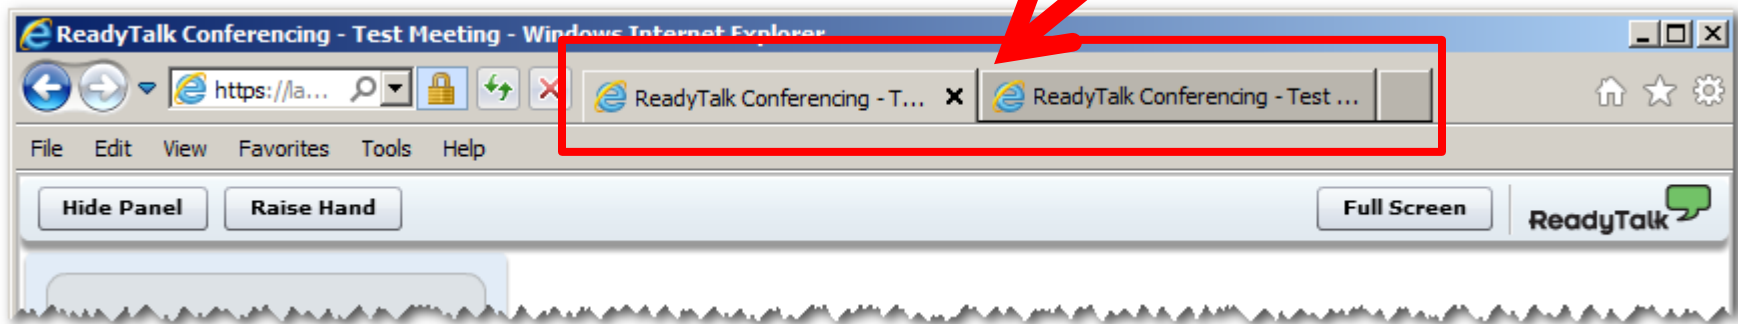 ReadyTalk Conferencing - Test Meeting - Windows Internet Explorer
https://la...
ReadyTalk Conferencing - T...
ReadyTalk Conferencing - Test ...
File Edit View Favorites Tools Help
Hide Panel Raise Hand Full Screen ReadyTalk